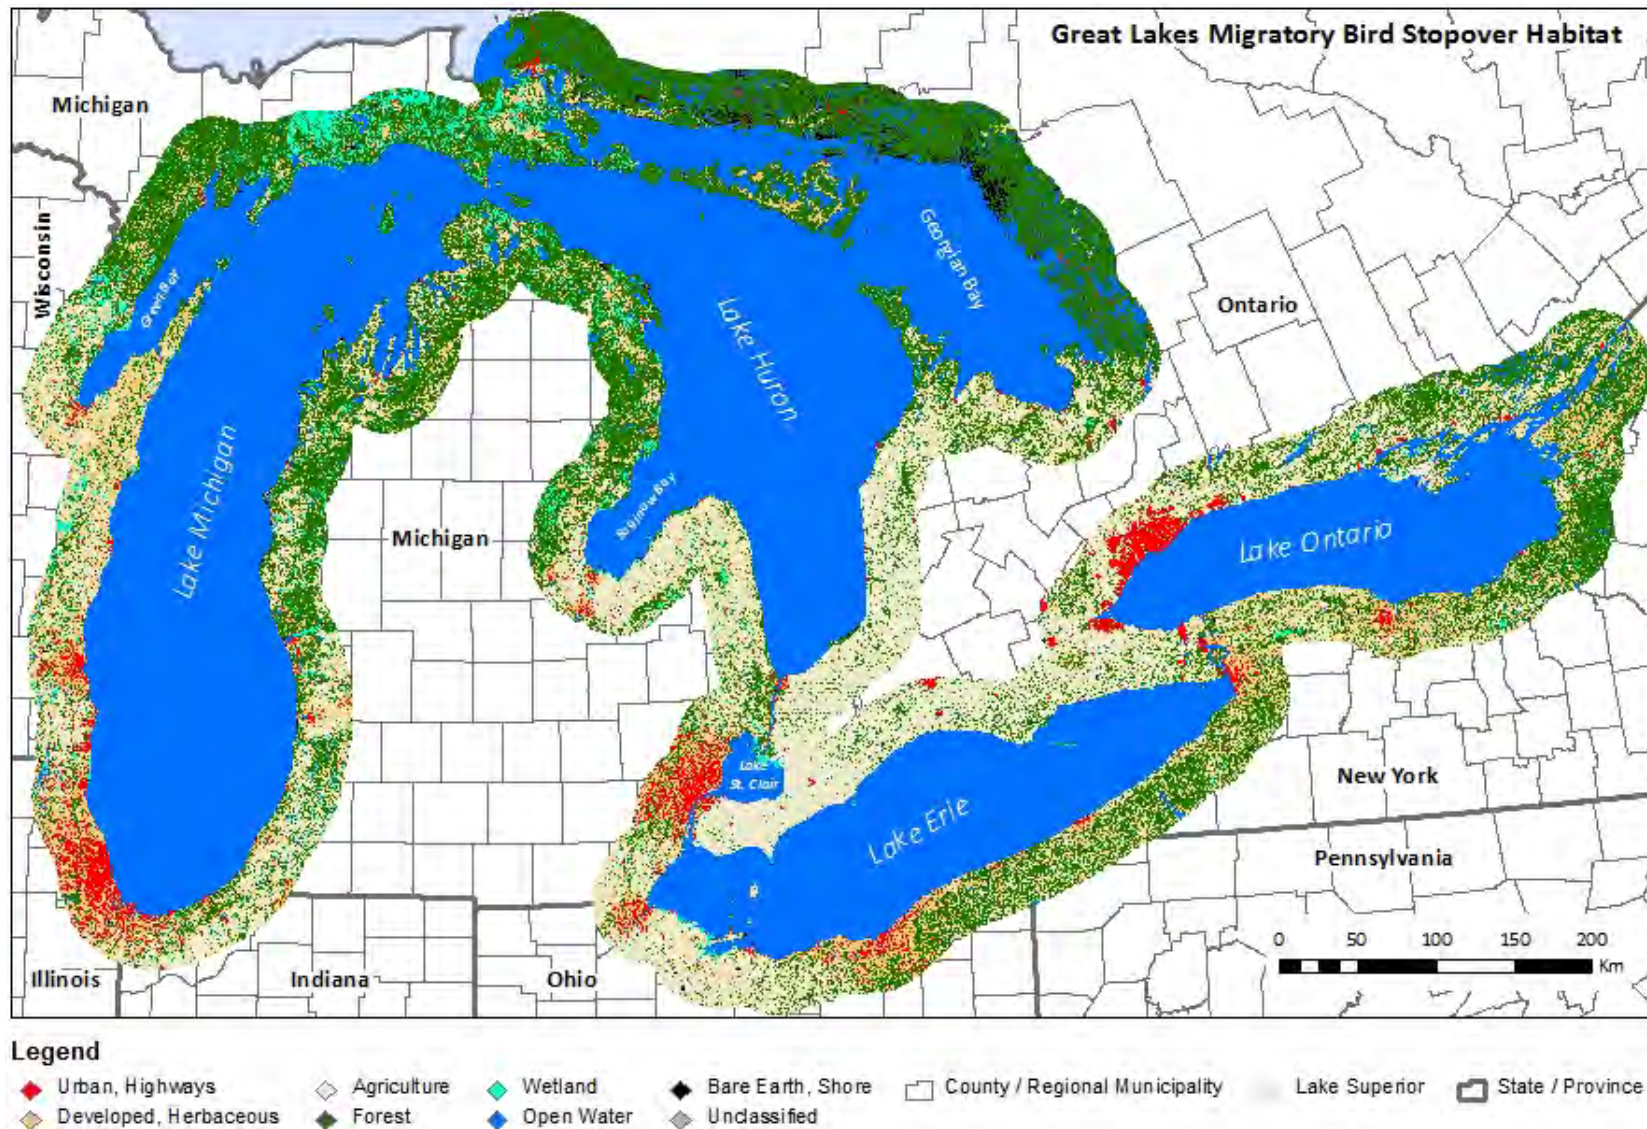 Great Lakes Migratory Bird Stopover Habitat
Michigan
Wisconsin
Green Bay
Georgian Bay
Ontario
Lake Huron
Lake Michigan
Michigan
Saginaw Bay
Lake Ontario
Lake
St. Clair
New York
Lake Erie
Pennsylvania
0 50 100 150 200
Km
Illinois
Indiana
Ohio
Legend
Urban, Highways
Agriculture
Wetland
Bare Earth, Shore
County / Regional Municipality
Lake Superior
State / Province
Developed, Herbaceous
Forest
Open Water
Unclassified